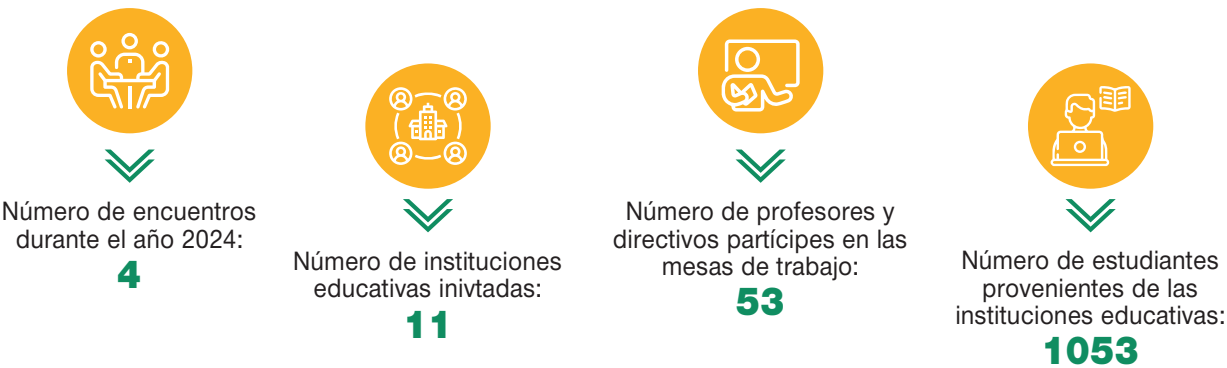 Número de encuentros
durante el año 2024:
4
Número de instituciones
educativas inivtadas:
11
Número de profesores y
directivos partícipes en las
mesas de trabajo:
53
Número de estudiantes
provenientes de las
instituciones educativas:
1053